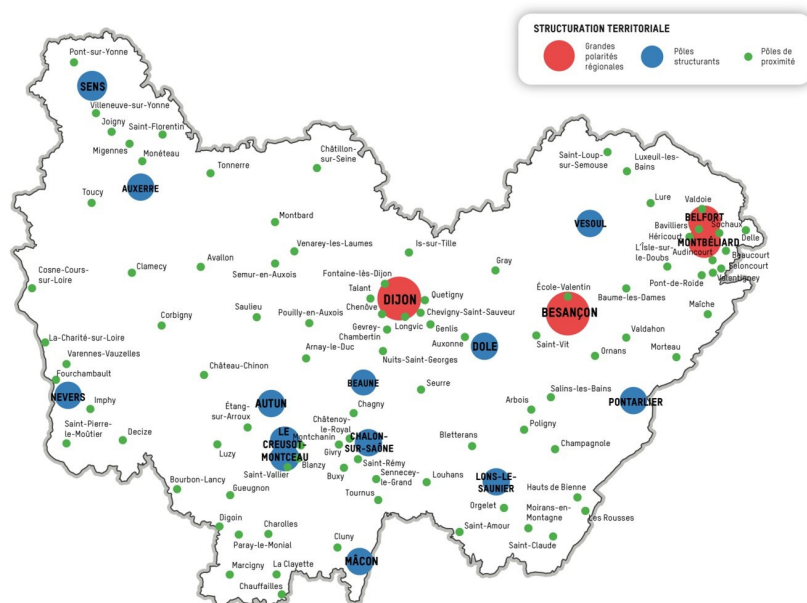 STRUCTURATION TERRITORIALE
Grandes
polarités
régionales
Pôles
structurants
Pôles de
proximité
Pont-sur-Yonne
SENS
Villeneuve-sur-Yonne
Joigny
Saint-Florentin
Migennes
Monéteau
AUXERRE
Toucy
Tonnerre
Châtillon-
sur-Seine
Montbard
Venarey-les-Laumes
Semur-en-Auxois
Is-sur-Tille
Avallon
Clamecy
Cosne-Cours-
sur-Loire
Corbigny
Saulieu
Pouilly-en-Auxois
Arnay-le-Duc
Fontaine-lès-Dijon
Talant
Chenôve
DIJON
Quetigny
Chevigny-Saint-Sauveur
Gevrey-
Chambertin
Longvic
Genlis
Auxonne
Nuits-Saint-Georges
DOLE
Gray
Saint-Loup-
sur-Semouse
Luxeuil-les-
Bains
Lure
VESOUL
Valdoie
BELFORT
Bavilliers
Sochaux
Héricourt
MONTBÉLIARD
Delle
L'Isle-sur-
le-Doubs
Audincourt
Beaucourt
Seloncourt
Valentigney
Pont-de-Roide
École-Valentin
BESANÇON
Baume-les-Dames
Maîche
Saint-Vit
Valdahon
Ornans
Morteau
La-Charité-sur-Loire
Varennes-Vauzelles
Fourchambault
NEVERS
Imphy
Saint-Pierre-
le-Moûtier
Decize
Château-Chinon
BEAUNE
Seurre
AUTUN
Étang-
sur-Arroux
Luzy
LE
CREUSOT-
MONTCEAU
Montchanin
Blanzy
Saint-Vallier
Chagny
Châtenoy-
le-Royal
CHALON-
SUR-SAÔNE
Givry
Saint-Rémy
Buxy
Sennecey-
le-Grand
Tournus
Louhans
Bletterans
Arbois
Salins-les-Bains
Poligny
Champagnole
PONTARLIER
LONS-LE-
SAUNIER
Orgelet
Hauts de Bienne
Moirans-en-
Montagne
Les Rousses
Saint-Amour
Saint-Claude
Bourbon-Lancy
Gueugnon
Digoin
Charolles
Paray-le-Monial
Cluny
MÂCON
Marcigny
La Clayette
Chauffailles